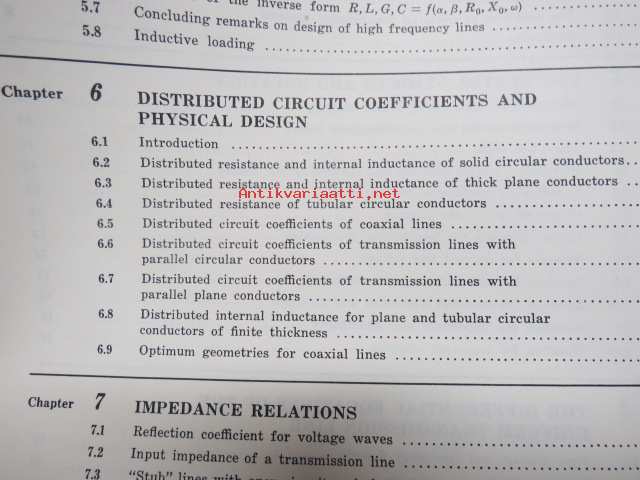 the inverse form R, L, G, C = f(α, β, R₀, X₀, ω) ..........
5.7 Concluding remarks on design of high frequency lines ..........
5.8 Inductive loading ..........
Chapter 6 DISTRIBUTED CIRCUIT COEFFICIENTS AND
PHYSICAL DESIGN
6.1 Introduction ..........
6.2 Distributed resistance and internal inductance of solid circular conductors...
6.3 Distributed resistance and internal inductance of thick plane conductors ...
Antikvariaatti.net
6.4 Distributed resistance of tubular circular conductors ..........
6.5 Distributed circuit coefficients of coaxial lines ..........
6.6 Distributed circuit coefficients of transmission lines with
parallel circular conductors ..........
6.7 Distributed circuit coefficients of transmission lines with
parallel plane conductors ..........
6.8 Distributed internal inductance for plane and tubular circular
conductors of finite thickness ..........
6.9 Optimum geometries for coaxial lines ..........
Chapter 7 IMPEDANCE RELATIONS
7.1 Reflection coefficient for voltage waves ..........
7.2 Input impedance of a transmission line ..........
7.3 "Stub" lines with